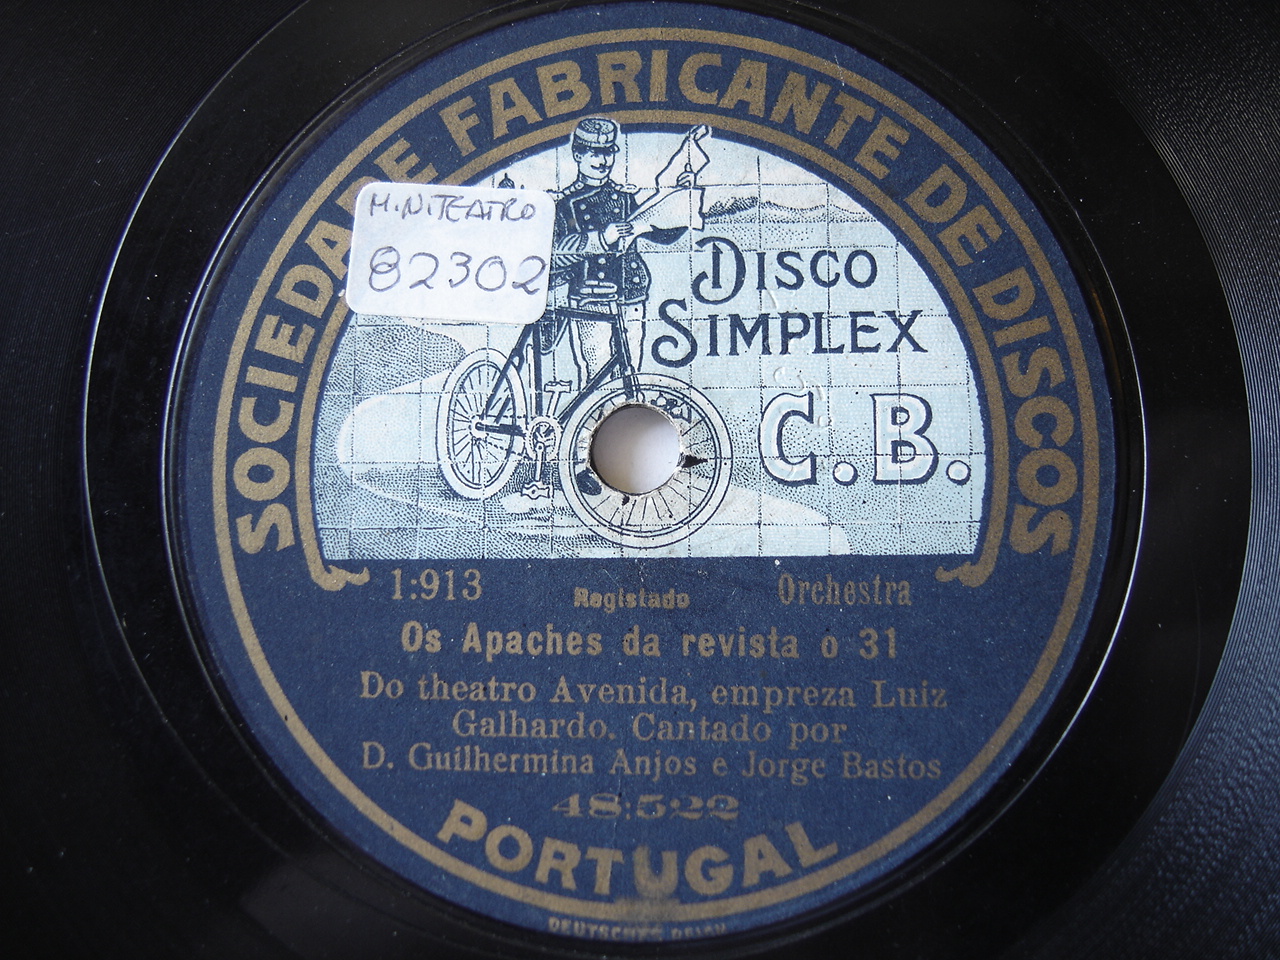 SOCIEDADE FABRICANTE DE DISCOS
M. N. TEATRO
82302
DISCO
SIMPLEX
C.B.
1:913 Registado Orchestra
Os Apaches da revista o 31
Do theatro Avenida, empreza Luiz
Galhardo. Cantado por
D. Guilhermina Anjos e Jorge Bastos
48:522
PORTUGAL
DEUTSCHES